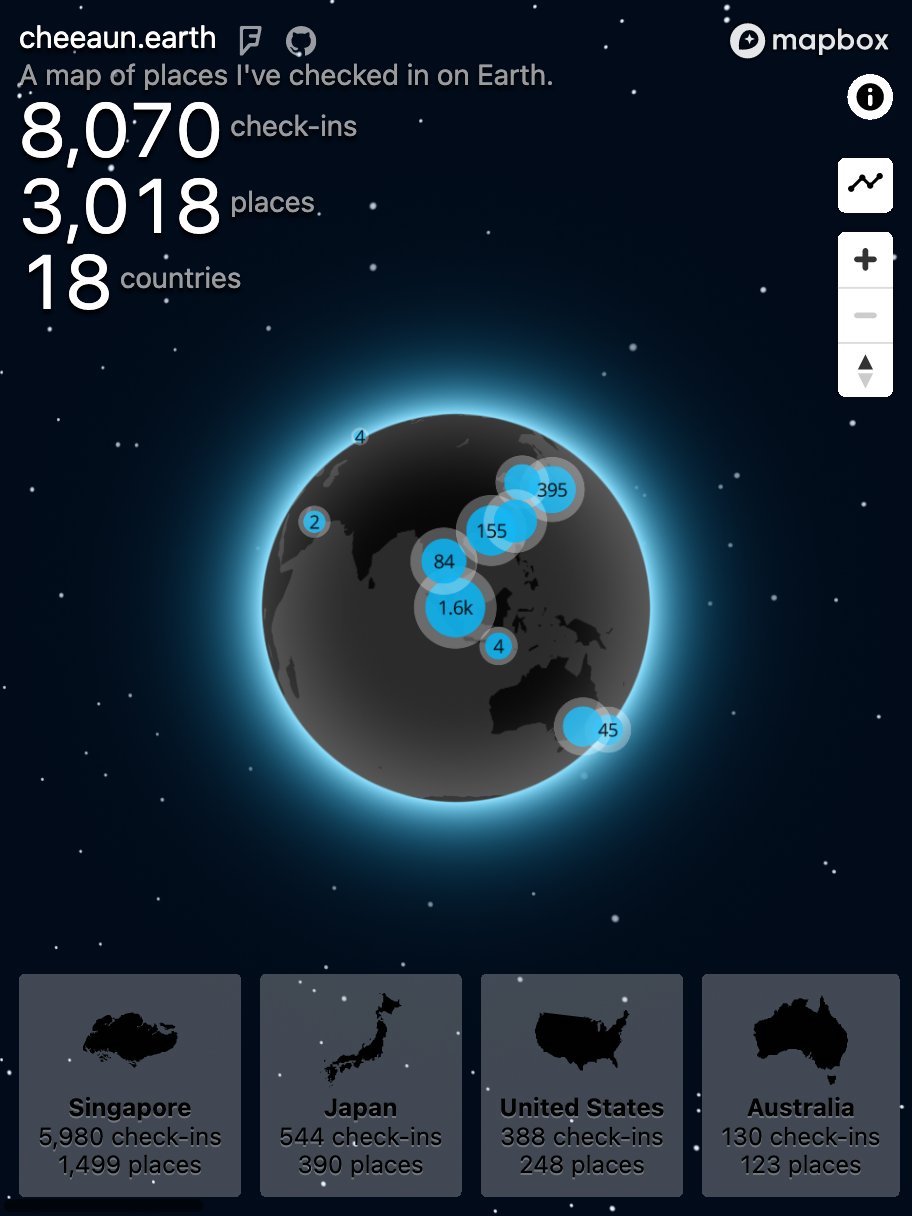 cheeaun.earth
mapbox
A map of places I've checked in on Earth.
8,070 check-ins
3,018 places
18 countries
4
395
2
155
84
1.6k
4
45
Singapore
5,980 check-ins
1,499 places
Japan
544 check-ins
390 places
United States
388 check-ins
248 places
Australia
130 check-ins
123 places